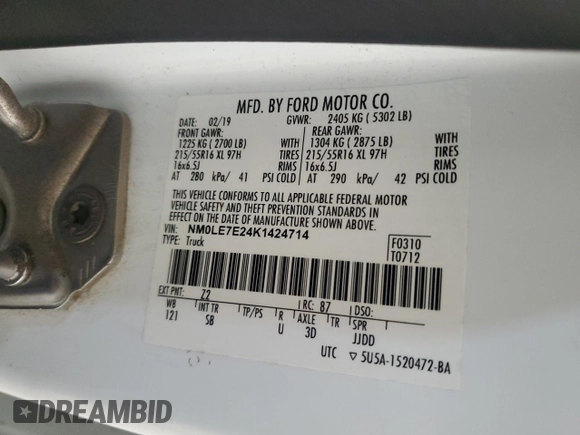 MFD. BY FORD MOTOR CO.
DATE: 02/19 GVWR: 2405 KG ( 5302 LB)
FRONT GAWR: REAR GAWR:
1225 KG ( 2700 LB) WITH 1304 KG ( 2875 LB) WITH
215/55R16 XL 97H TIRES 215/55R16 XL 97H TIRES
16x6.5J RIMS 16x6.5J RIMS
AT 280 kPa/ 41 PSI COLD AT 290 kPa/ 42 PSI COLD
THIS VEHICLE CONFORMS TO ALL APPLICABLE FEDERAL MOTOR
VEHICLE SAFETY AND THEFT PREVENTION STANDARDS IN
EFFECT ON THE DATE OF MANUFACTURE SHOWN ABOVE.
VIN: NM0LE7E24K1424714
TYPE: Truck
F0310
T0712
EXT PNT: 72 RC: 87 DSO:
WB INT TR TP/PS R AXLE TR SPR
121 SB U 3D JJDD
UTC ▽ 5U5A-1520472-BA
DREAMBID